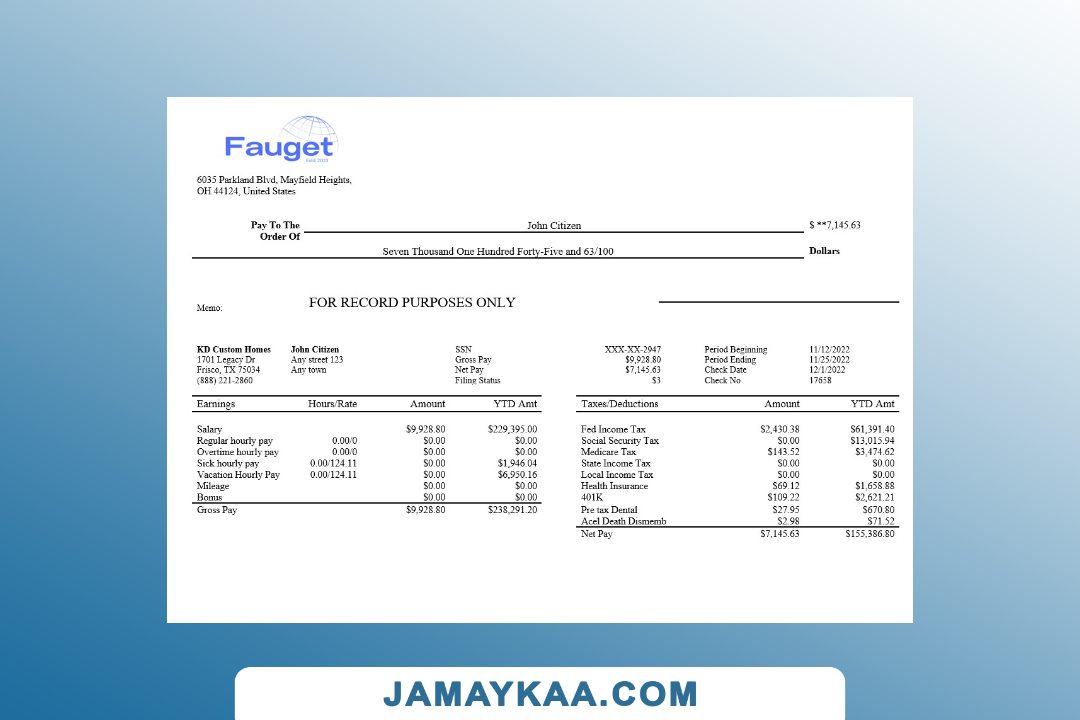 Fauget
6035 Parkland Blvd, Mayfield Heights,
OH 44124, United States
Pay To The John Citizen $ **7,145.63
Order Of
Seven Thousand One Hundred Forty-Five and 63/100 Dollars
Memo: FOR RECORD PURPOSES ONLY
KD Custom Homes John Citizen SSN XXX-XX-2947 Period Beginning 11/12/2022
1701 Legacy Dr Any street 123 Gross Pay $9,928.80 Period Ending 11/25/2022
Frisco, TX 75034 Any town Net Pay $7,145.63 Check Date 12/1/2022
(888) 221-2860 Filing Status $3 Check No 17658
Earnings Hours/Rate Amount YTD Amt Taxes/Deductions Amount YTD Amt
Salary $9,928.80 $229,395.00 Fed Income Tax $2,430.38 $61,391.40
Regular hourly pay 0.00/0 $0.00 $0.00 Social Security Tax $0.00 $13,015.94
Overtime hourly pay 0.00/0 $0.00 $0.00 Medicare Tax $143.52 $3,474.62
Sick hourly pay 0.00/124.11 $0.00 $1,946.04 State Income Tax $0.00 $0.00
Vacation Hourly Pay 0.00/124.11 $0.00 $6,950.16 Local Income Tax $0.00 $0.00
Mileage $0.00 $0.00 Health Insurance $69.12 $1,658.88
Bonus $0.00 $0.00 401K $109.22 $2,621.21
Gross Pay $9,928.80 $238,291.20 Pre tax Dental $27.95 $670.80
Acel Death Dismemb $2.98 $71.52
Net Pay $7,145.63 $155,386.80
JAMAYKAA.COM